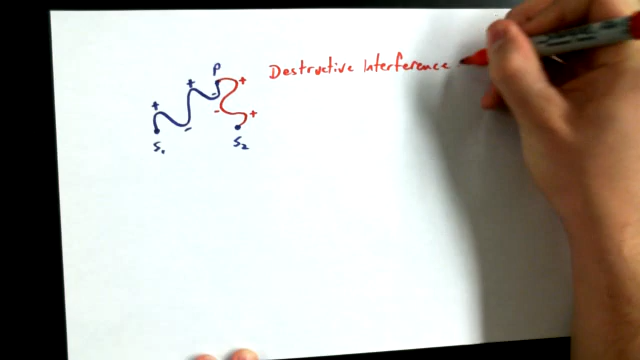 P
Destructive Interference
+
+
+
-
-
+
+
-
S₁
S₂